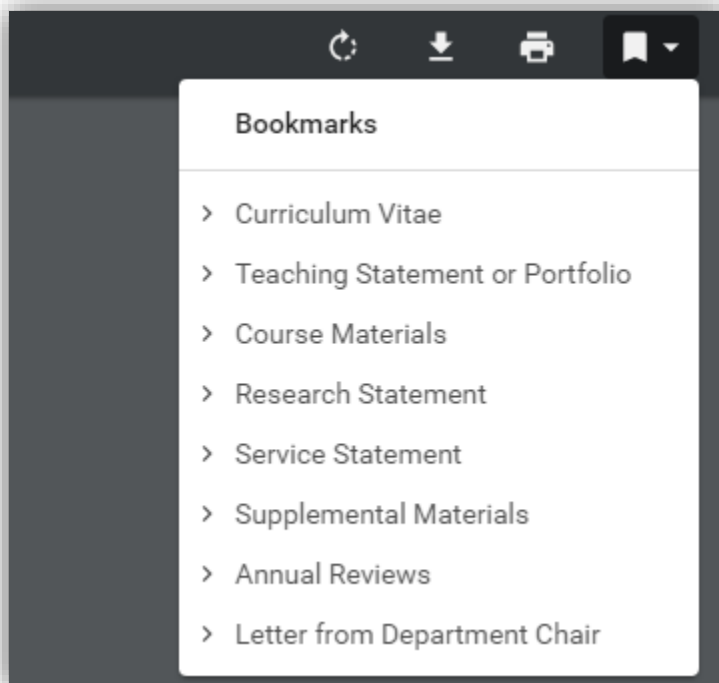 Bookmarks
Curriculum Vitae
Teaching Statement or Portfolio
Course Materials
Research Statement
Service Statement
Supplemental Materials
Annual Reviews
Letter from Department Chair